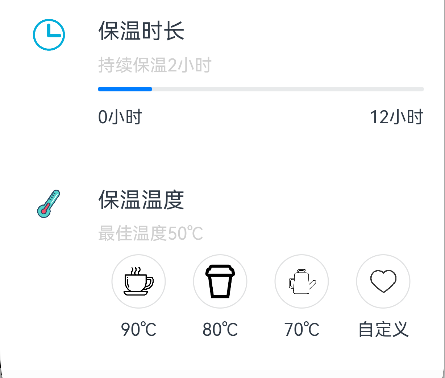 保温时长
持续保温2小时
0小时 12小时
保温温度
最佳温度50℃
90℃ 80℃ 70℃ 自定义